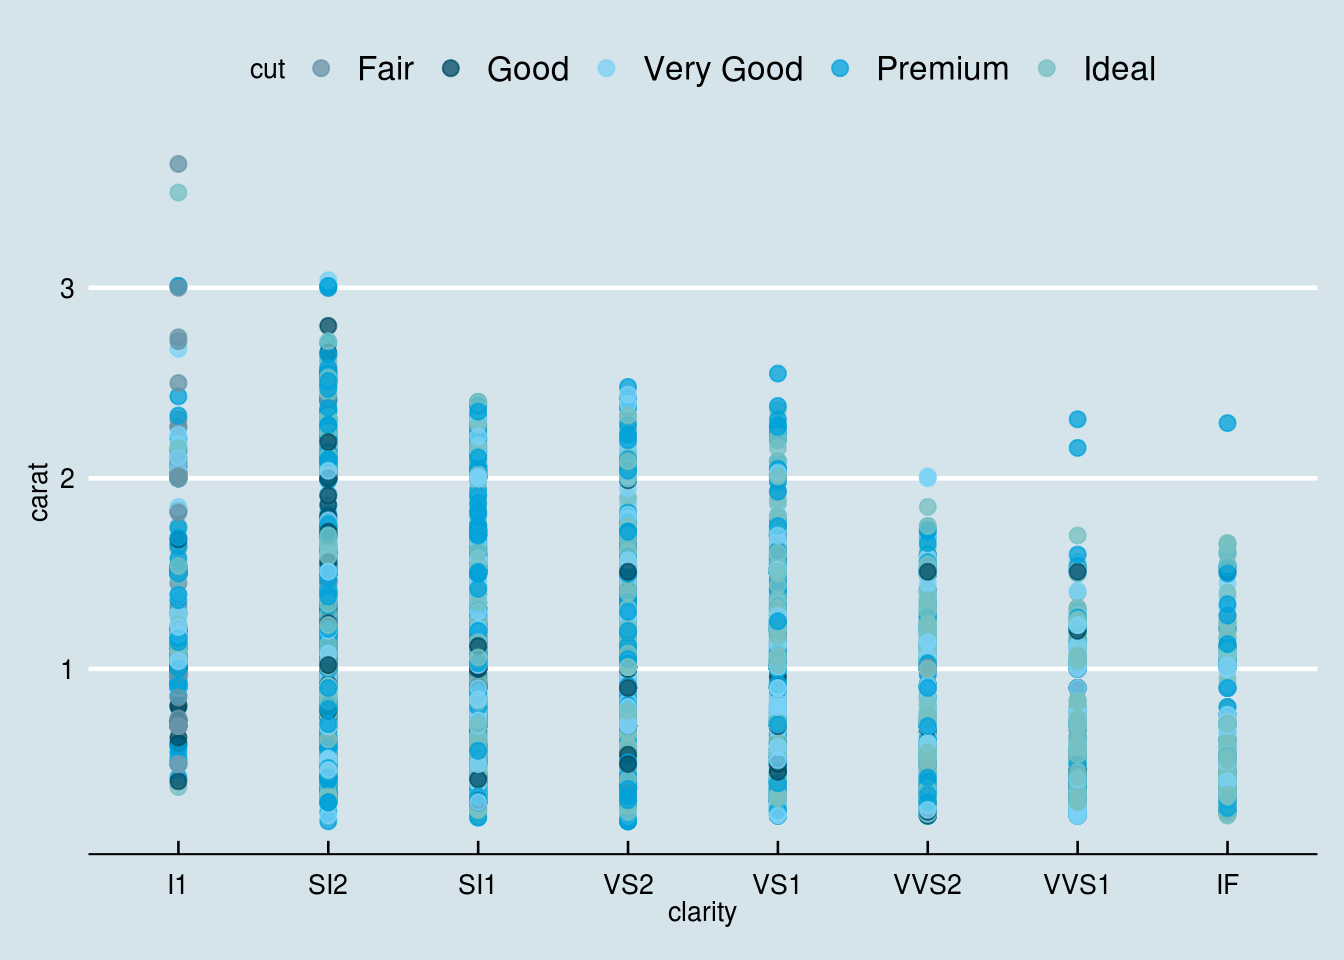 cut Fair Good Very Good Premium Ideal
3
2
1
carat
I1 SI2 SI1 VS2 VS1 VVS2 VVS1 IF
clarity